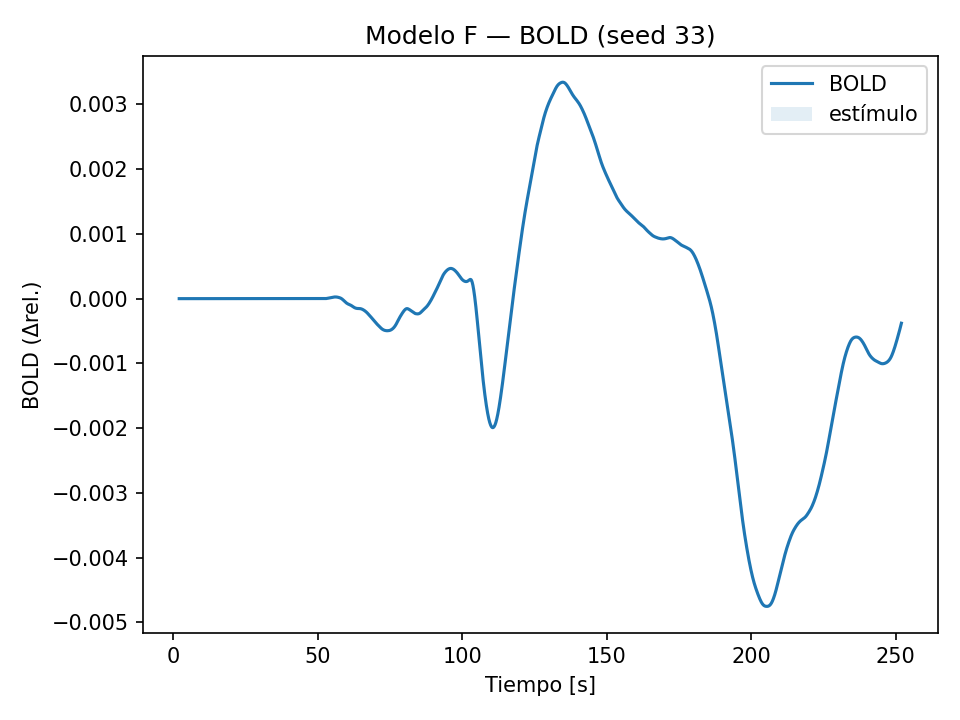 Modelo F — BOLD (seed 33)
BOLD
estímulo
0.003
0.002
0.001
0.000
−0.001
−0.002
−0.003
−0.004
−0.005
BOLD (Δrel.)
0 50 100 150 200 250
Tiempo [s]